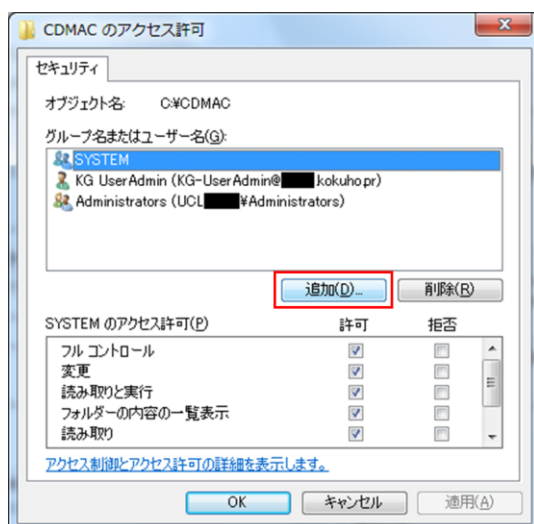 CDMAC のアクセス許可
セキュリティ
オブジェクト名: C:¥CDMAC
グループ名またはユーザー名(G):
SYSTEM
KG UserAdmin (KG-UserAdmin@ .kokuho.pr)
Administrators (UCL ¥Administrators)
追加(D)... 削除(R)
SYSTEM のアクセス許可(P) 許可 拒否
フル コントロール
変更
読み取りと実行
フォルダーの内容の一覧表示
読み取り
アクセス制御とアクセス許可の詳細を表示します。
OK キャンセル 適用(A)